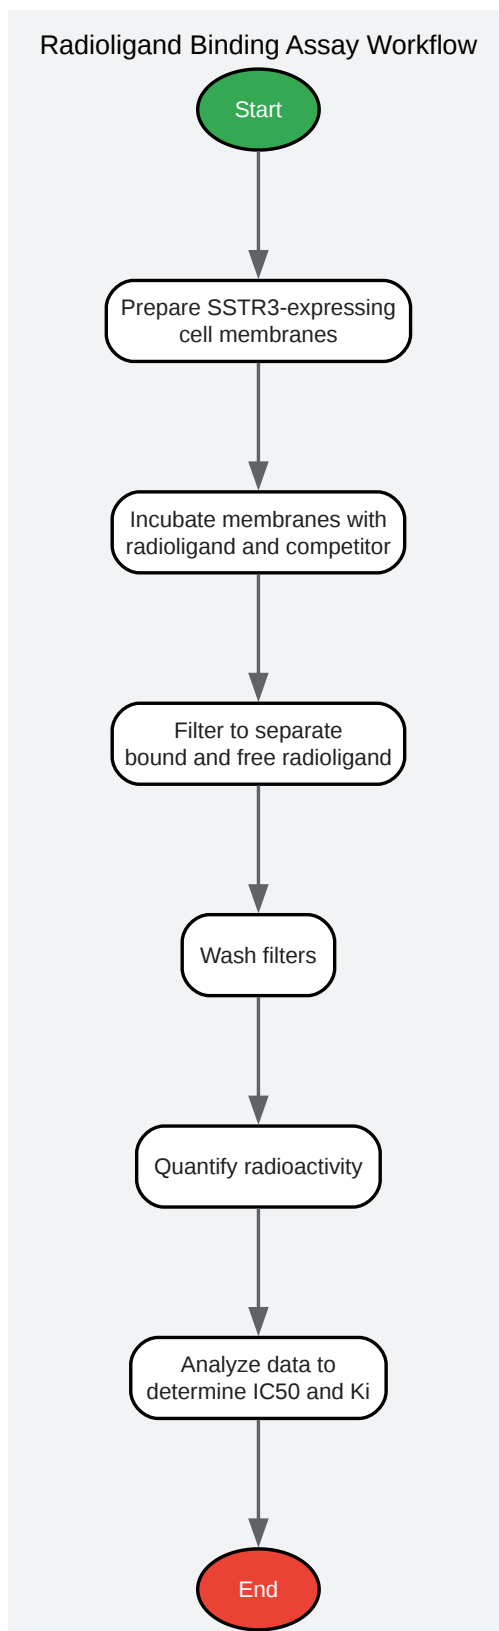 Radioligand Binding Assay Workflow
Start
Prepare SSTR3-expressing
cell membranes
Incubate membranes with
radioligand and competitor
Filter to separate
bound and free radioligand
Wash filters
Quantify radioactivity
Analyze data to
determine IC50 and Ki
End